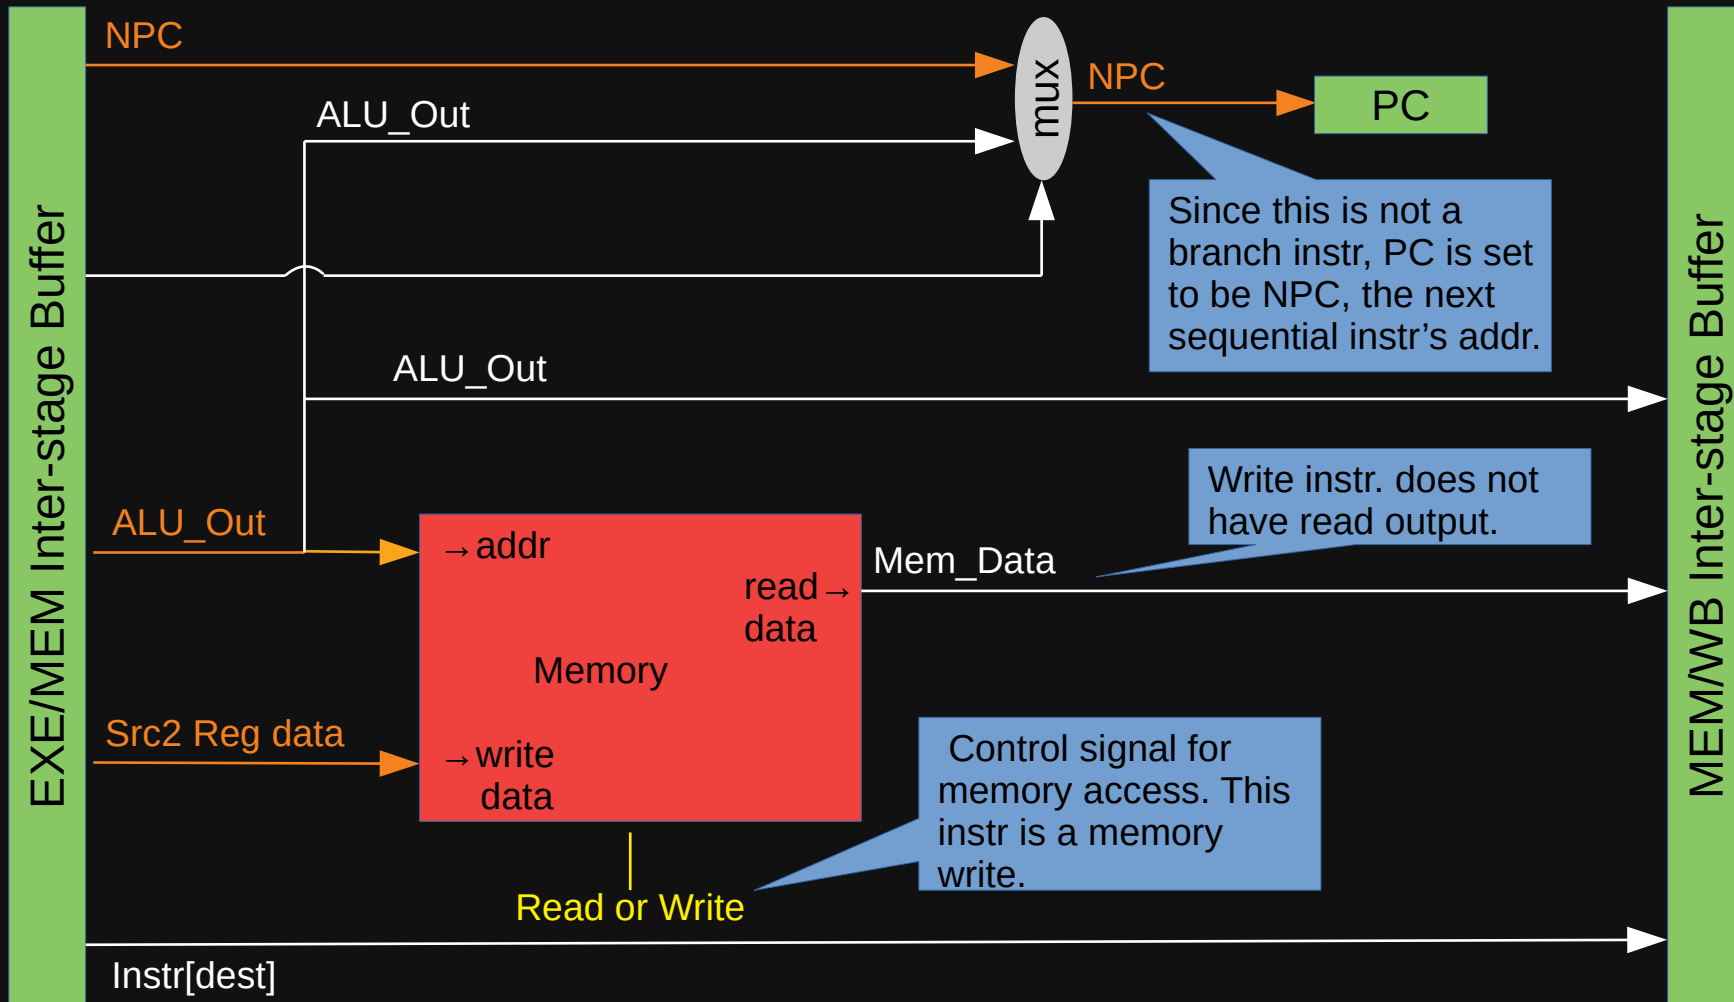 NPC
ALU_Out
mux
NPC
PC
Since this is not a
branch instr, PC is set
to be NPC, the next
sequential instr’s addr.
EXE/MEM Inter-stage Buffer
MEM/WB Inter-stage Buffer
ALU_Out
Write instr. does not
have read output.
ALU_Out
→addr
Mem_Data
read→
data
Memory
Src2 Reg data
→write
data
Control signal for
memory access. This
instr is a memory
write.
Read or Write
Instr[dest]